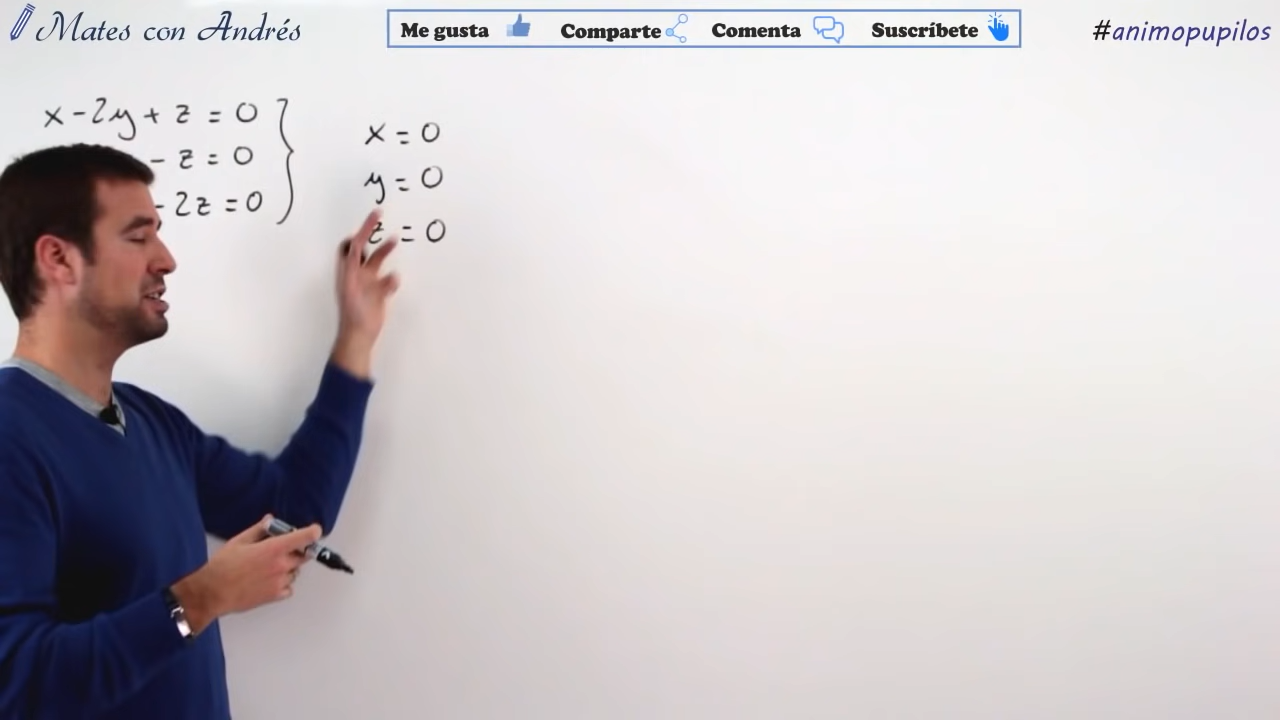 Mates con Andrés
Me gusta Comparte Comenta Suscríbete
#animopupilos
x - 2y + z = 0
- z = 0
- 2z = 0
x = 0
y = 0
z = 0